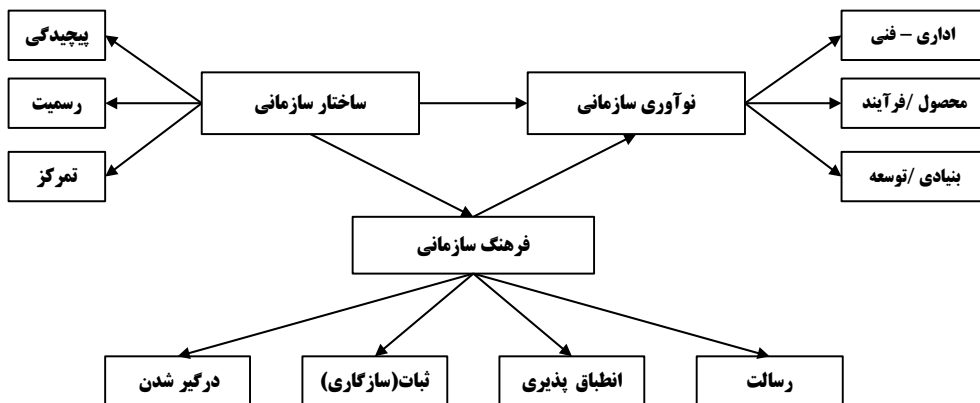 پیچیدگی
اداری – فنی
ساختار سازمانی
نوآوری سازمانی
رسمیت
محصول /فرآیند
تمرکز
بنیادی /توسعه
فرهنگ سازمانی
درگیر شدن
ثبات(سازگاری)
انطباق پذیری
رسالت